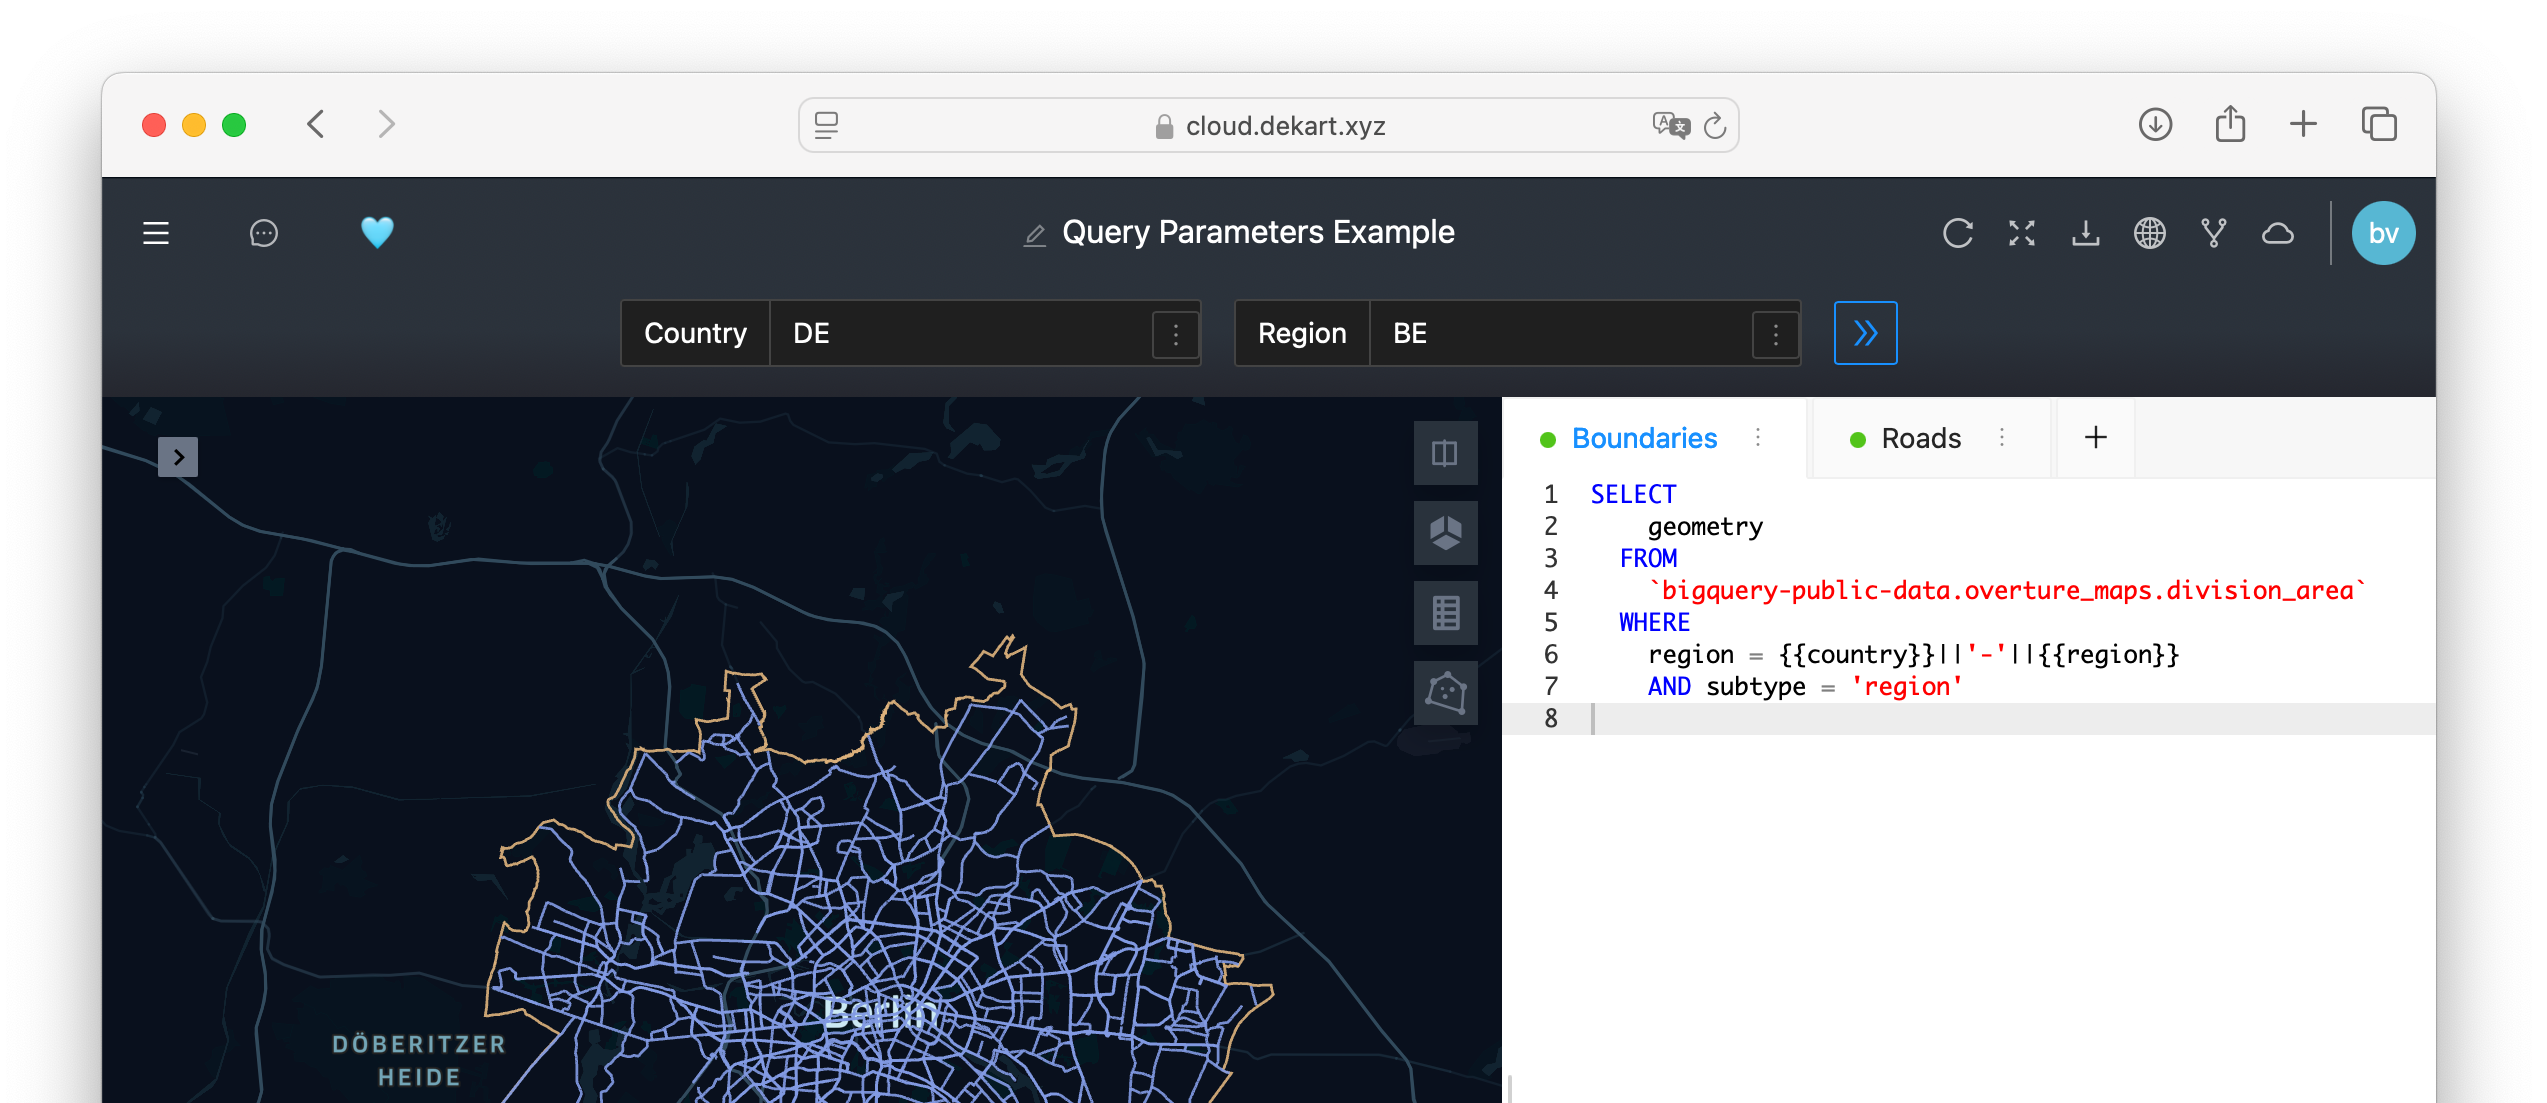 cloud.dekart.xyz
Query Parameters Example
bv
Country DE
Region BE
Boundaries
Roads
1 SELECT
2 geometry
3 FROM
4 `bigquery-public-data.overture_maps.division_area`
5 WHERE
6 region = {{country}}||'-'||{{region}}
7 AND subtype = 'region'
8
Berlin
DÖBERITZER
HEIDE